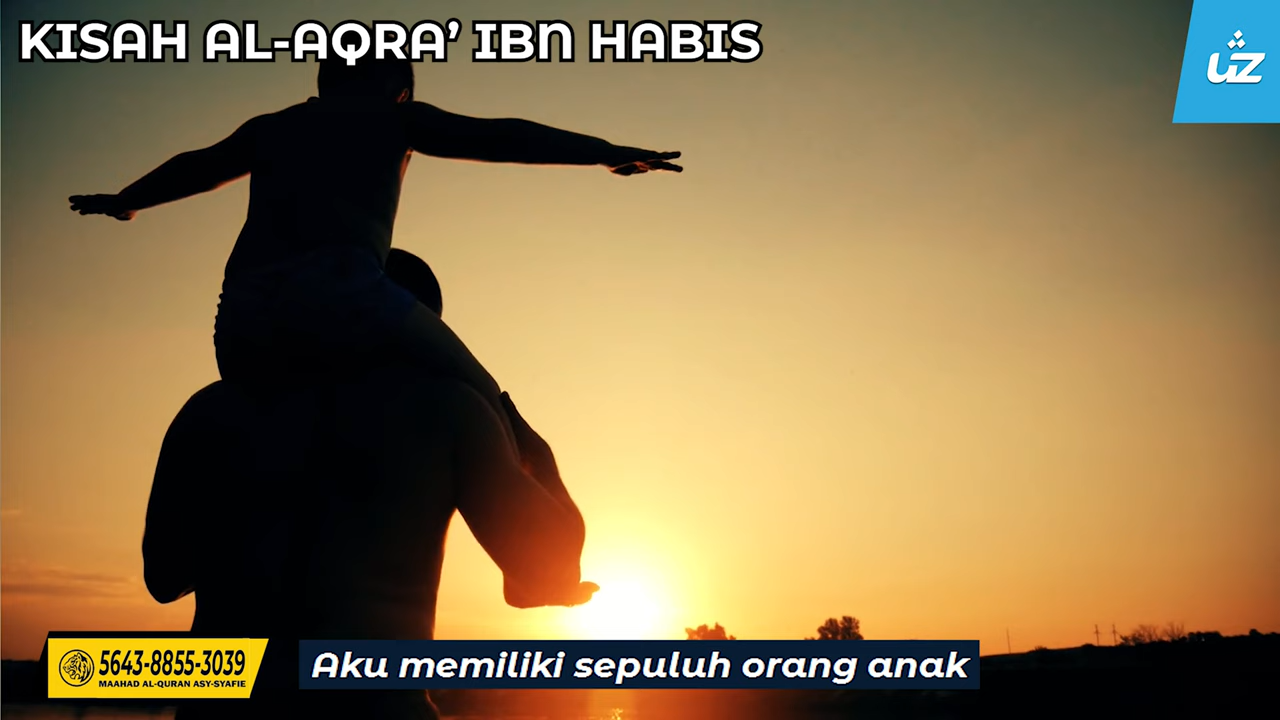 KISAH AL-AQRA’ IBN HABIS
uz
5643-8855-3039
MAAHAD AL-QURAN ASY-SYAFIE
Aku memiliki sepuluh orang anak